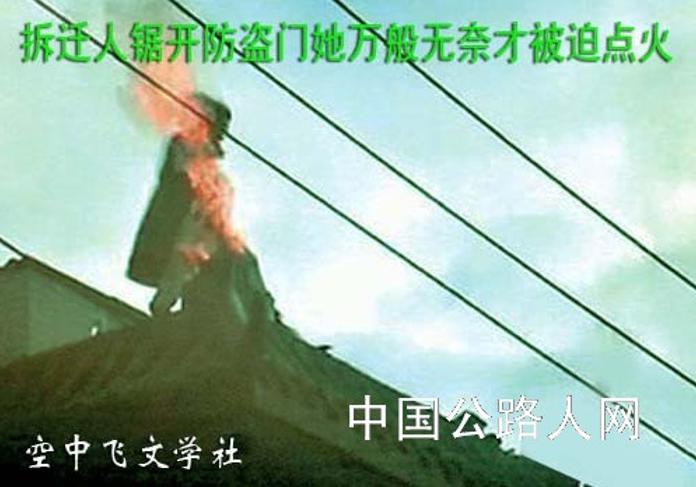 拆迁人锯开防盗门她万般无奈才被迫点火
中国公路人网
空中飞文学社